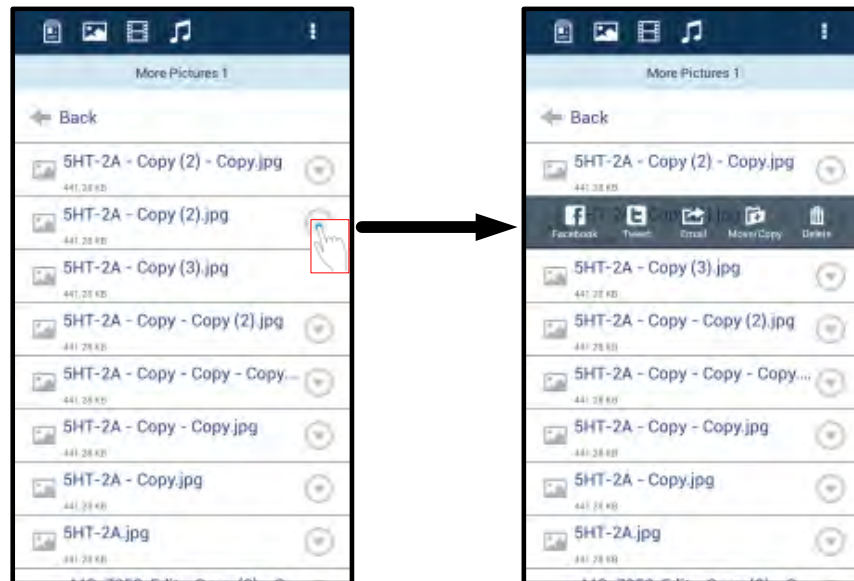 More Pictures 1
Back
5HT-2A - Copy (2) - Copy.jpg
441.28 KB
5HT-2A - Copy (2).jpg
441.28 KB
5HT-2A - Copy (3).jpg
441.28 KB
5HT-2A - Copy - Copy (2).jpg
441.28 KB
5HT-2A - Copy - Copy - Copy...
441.28 KB
5HT-2A - Copy - Copy.jpg
441.28 KB
5HT-2A - Copy.jpg
441.28 KB
5HT-2A.jpg
441.28 KB
More Pictures 1
Back
5HT-2A - Copy (2) - Copy.jpg
441.28 KB
Facebook Tweet Email Move/Copy Delete
5HT-2A - Copy (3).jpg
441.28 KB
5HT-2A - Copy - Copy (2).jpg
441.28 KB
5HT-2A - Copy - Copy - Copy....
441.28 KB
5HT-2A - Copy - Copy.jpg
441.28 KB
5HT-2A - Copy.jpg
441.28 KB
5HT-2A.jpg
441.28 KB